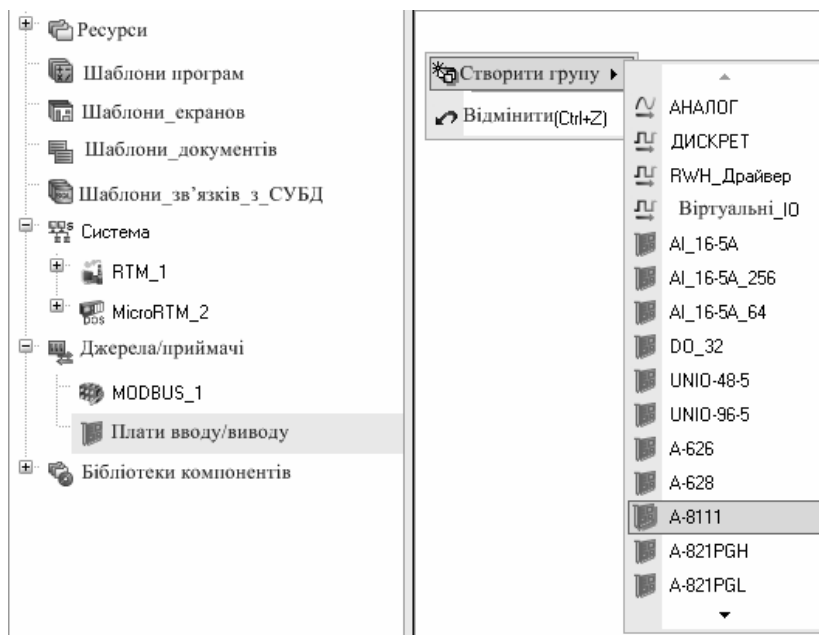 Ресурси
Шаблони програм
Шаблони_екранов
Шаблони_документів
Шаблони_зв’язків_з_СУБД
Система
RTM_1
MicroRTM_2
Джерела/приймачі
MODBUS_1
Плати вводу/виводу
Бібліотеки компонентів
Створити групу
Відмінити(Ctrl+Z)
АНАЛОГ
ДИСКРЕТ
RWH_Драйвер
Віртуальні_IO
AI_16-5A
AI_16-5A_256
AI_16-5A_64
DO_32
UNIO-48-5
UNIO-96-5
A-626
A-628
A-8111
A-821PGH
A-821PGL